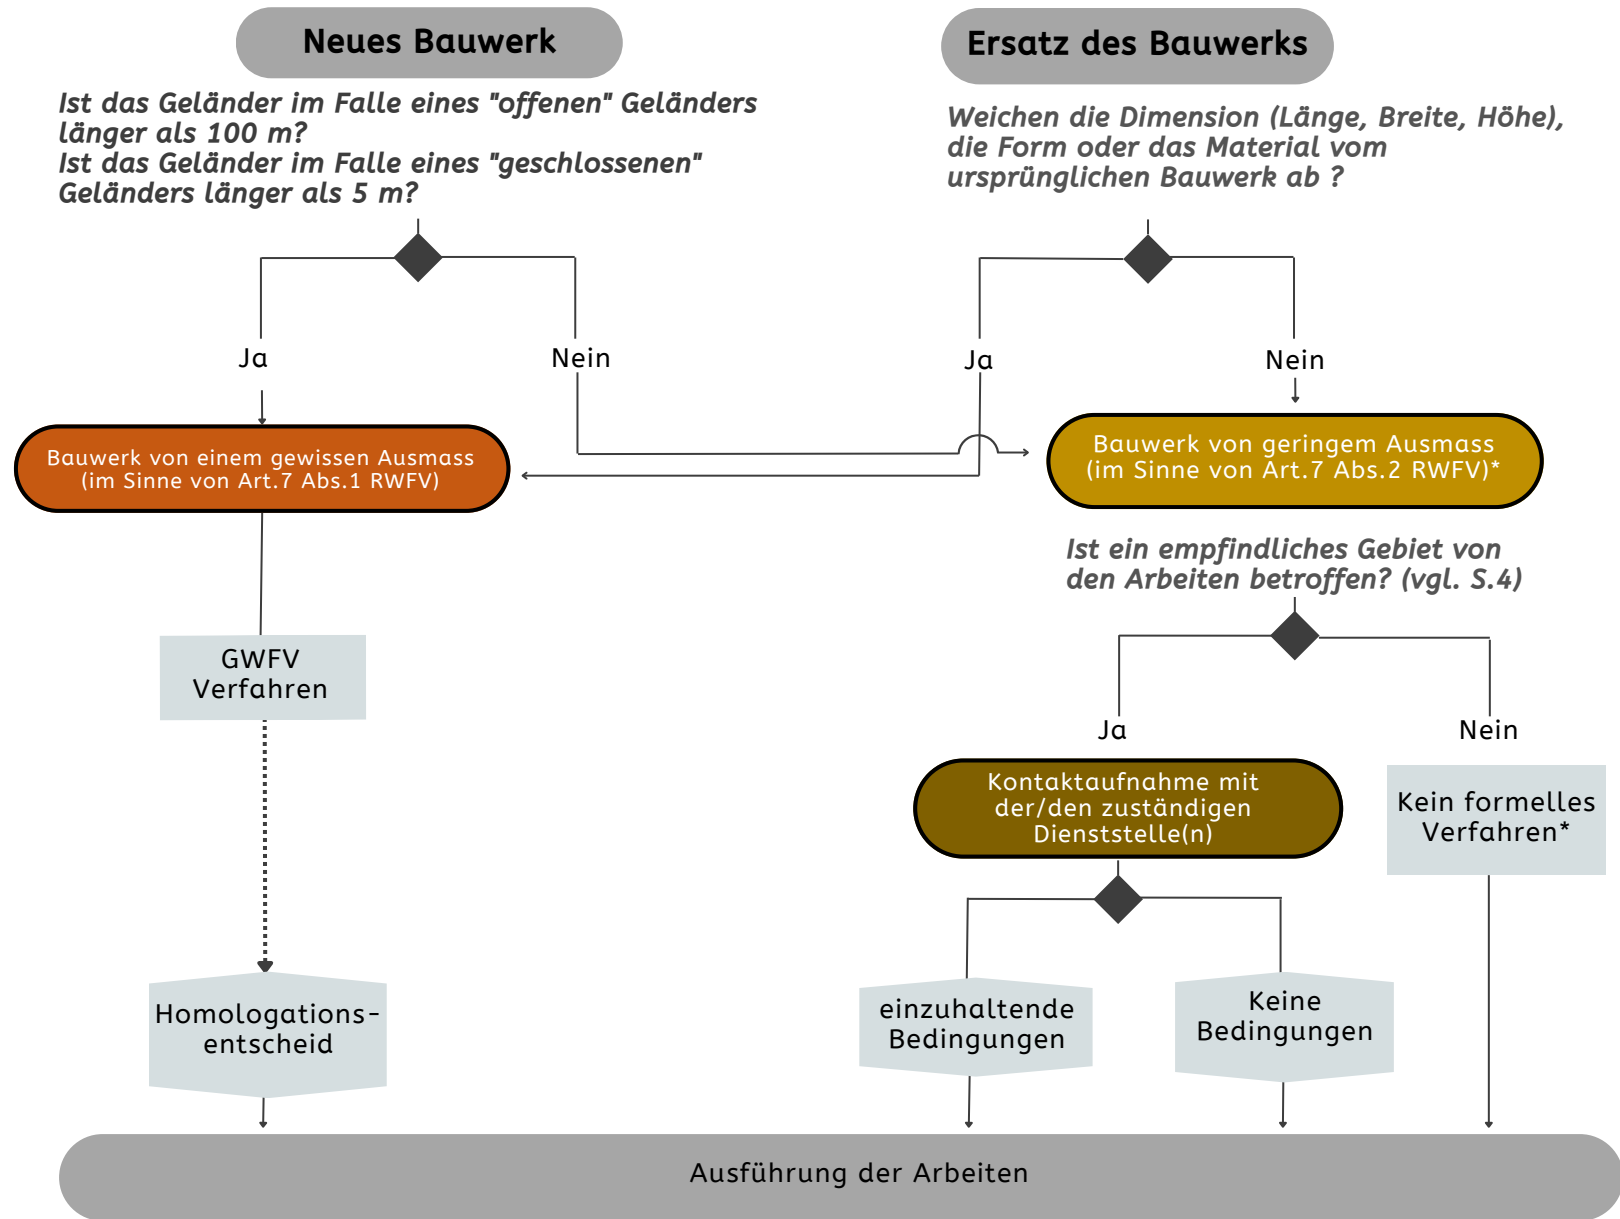 Neues Bauwerk
Ist das Geländer im Falle eines "offenen" Geländers
länger als 100 m?
Ist das Geländer im Falle eines "geschlossenen"
Geländers länger als 5 m?
Ja
Nein
Bauwerk von einem gewissen Ausmass
(im Sinne von Art.7 Abs.1 RWFV)
GWFV
Verfahren
Homologations-
entscheid
Ersatz des Bauwerks
Weichen die Dimension (Länge, Breite, Höhe),
die Form oder das Material vom
ursprünglichen Bauwerk ab ?
Ja
Nein
Bauwerk von geringem Ausmass
(im Sinne von Art.7 Abs.2 RWFV)*
Ist ein empfindliches Gebiet von
den Arbeiten betroffen? (vgl. S.4)
Ja
Nein
Kontaktaufnahme mit
der/den zuständigen
Dienststelle(n)
Kein formelles
Verfahren*
einzuhaltende
Bedingungen
Keine
Bedingungen
Ausführung der Arbeiten